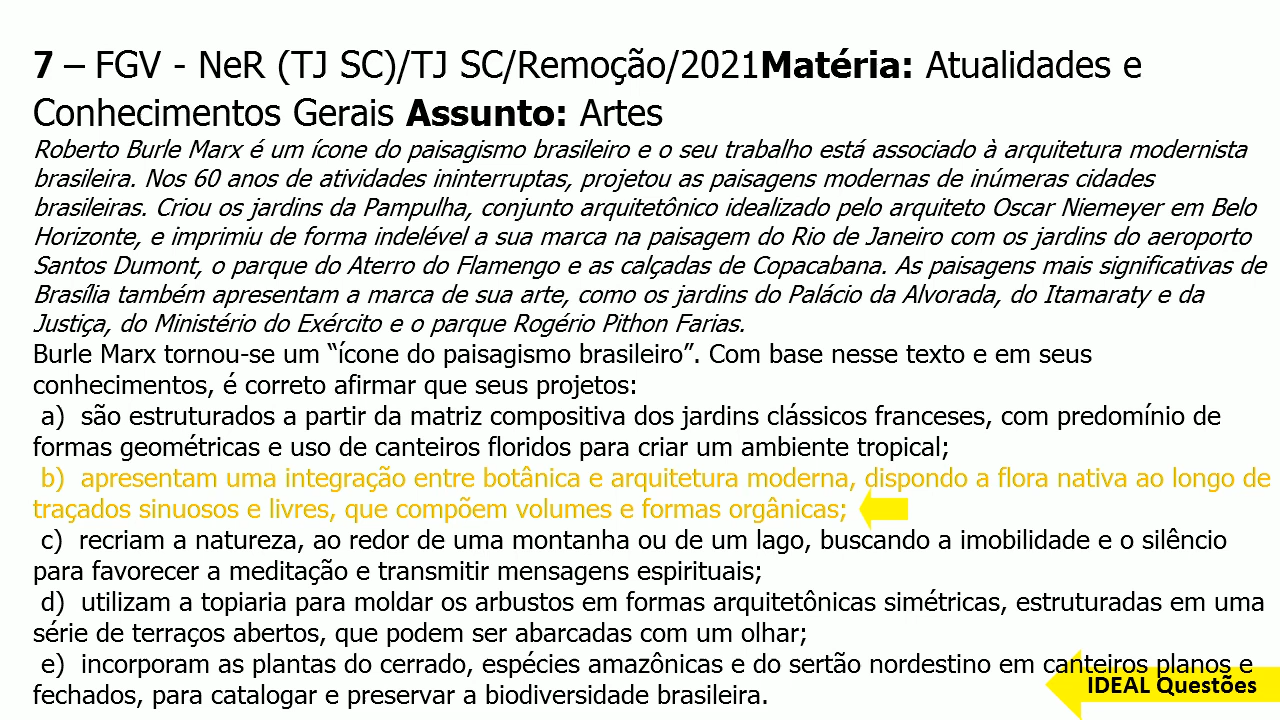 7 – FGV - NeR (TJ SC)/TJ SC/Remoção/2021Matéria: Atualidades e
Conhecimentos Gerais Assunto: Artes
Roberto Burle Marx é um ícone do paisagismo brasileiro e o seu trabalho está associado à arquitetura modernista
brasileira. Nos 60 anos de atividades ininterruptas, projetou as paisagens modernas de inúmeras cidades
brasileiras. Criou os jardins da Pampulha, conjunto arquitetônico idealizado pelo arquiteto Oscar Niemeyer em Belo
Horizonte, e imprimiu de forma indelével a sua marca na paisagem do Rio de Janeiro com os jardins do aeroporto
Santos Dumont, o parque do Aterro do Flamengo e as calçadas de Copacabana. As paisagens mais significativas de
Brasília também apresentam a marca de sua arte, como os jardins do Palácio da Alvorada, do Itamaraty e da
Justiça, do Ministério do Exército e o parque Rogério Pithon Farias.
Burle Marx tornou-se um “ícone do paisagismo brasileiro”. Com base nesse texto e em seus
conhecimentos, é correto afirmar que seus projetos:
a) são estruturados a partir da matriz compositiva dos jardins clássicos franceses, com predomínio de
formas geométricas e uso de canteiros floridos para criar um ambiente tropical;
b) apresentam uma integração entre botânica e arquitetura moderna, dispondo a flora nativa ao longo de
traçados sinuosos e livres, que compõem volumes e formas orgânicas;
c) recriam a natureza, ao redor de uma montanha ou de um lago, buscando a imobilidade e o silêncio
para favorecer a meditação e transmitir mensagens espirituais;
d) utilizam a topiaria para moldar os arbustos em formas arquitetônicas simétricas, estruturadas em uma
série de terraços abertos, que podem ser abarcadas com um olhar;
e) incorporam as plantas do cerrado, espécies amazônicas e do sertão nordestino em canteiros planos e
fechados, para catalogar e preservar a biodiversidade brasileira.
IDEAL Questões